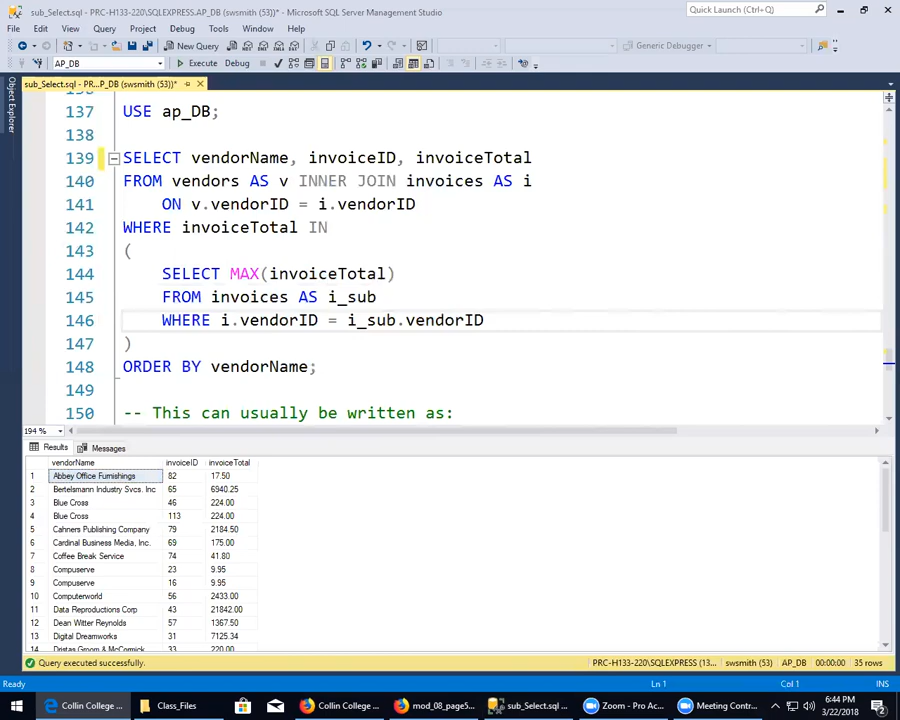 sub_Select.sql - PRC-H133-220\SQLEXPRESS.AP_DB (swsmith (53))* - Microsoft SQL Server Management Studio
Quick Launch (Ctrl+Q)
File Edit View Query Project Debug Tools Window Help
New Query
Generic Debugger
AP_DB
Execute Debug
Object Explorer
sub_Select.sql - PR...P_DB (swsmith (53))*
137 USE ap_DB;
138
139 SELECT vendorName, invoiceID, invoiceTotal
140 FROM vendors AS v INNER JOIN invoices AS i
141 ON v.vendorID = i.vendorID
142 WHERE invoiceTotal IN
143 (
144 SELECT MAX(invoiceTotal)
145 FROM invoices AS i_sub
146 WHERE i.vendorID = i_sub.vendorID
147 )
148 ORDER BY vendorName;
149
150 -- This can usually be written as:
194 %
Results Messages
vendorName invoiceID invoiceTotal
1 Abbey Office Furnishings 82 17.50
2 Bertelsmann Industry Svcs. Inc 65 6940.25
3 Blue Cross 46 224.00
4 Blue Cross 113 224.00
5 Cahners Publishing Company 79 2184.50
6 Cardinal Business Media, Inc. 69 175.00
7 Coffee Break Service 74 41.80
8 Compuserve 23 9.95
9 Compuserve 16 9.95
10 Computerworld 56 2433.00
11 Data Reproductions Corp 43 21842.00
12 Dean Witter Reynolds 57 1367.50
13 Digital Dreamworks 31 7125.34
14 Dristas Groom & McCormick 33 220.00
Query executed successfully.
PRC-H133-220\SQLEXPRESS (13... swsmith (53) AP_DB 00:00:00 35 rows
Ready Ln 1 Col 1 INS
Collin College ... Class_Files Collin College ... mod_08_page5... sub_Select.sql ... Zoom - Pro Ac... Meeting Contr...
6:44 PM
3/22/2018
2